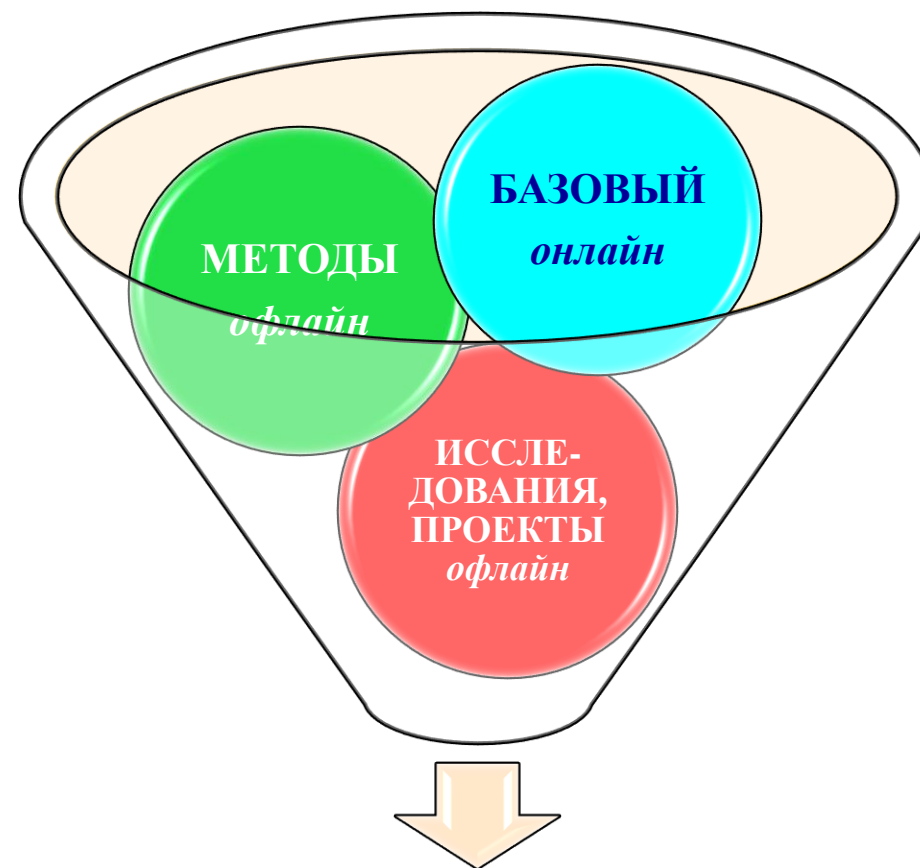 БАЗОВЫЙ
онлайн
МЕТОДЫ
офлайн
ИССЛЕ-
ДОВАНИЯ,
ПРОЕКТЫ
офлайн